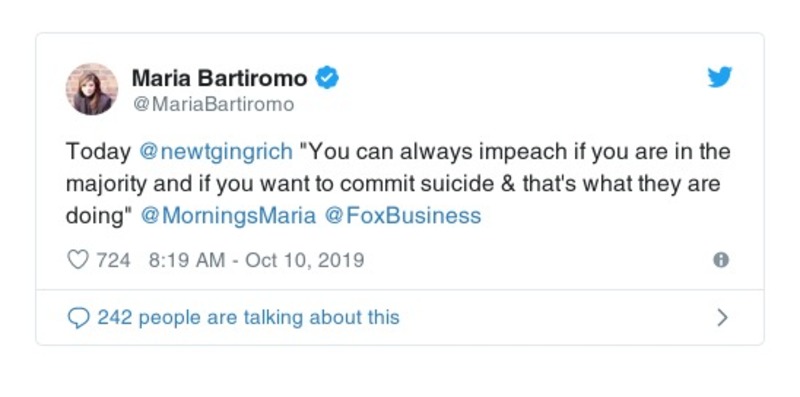 Maria Bartiromo
@MariaBartiromo
Today @newtgingrich "You can always impeach if you are in the
majority and if you want to commit suicide & that's what they are
doing" @MorningsMaria @FoxBusiness
724 8:19 AM - Oct 10, 2019
242 people are talking about this